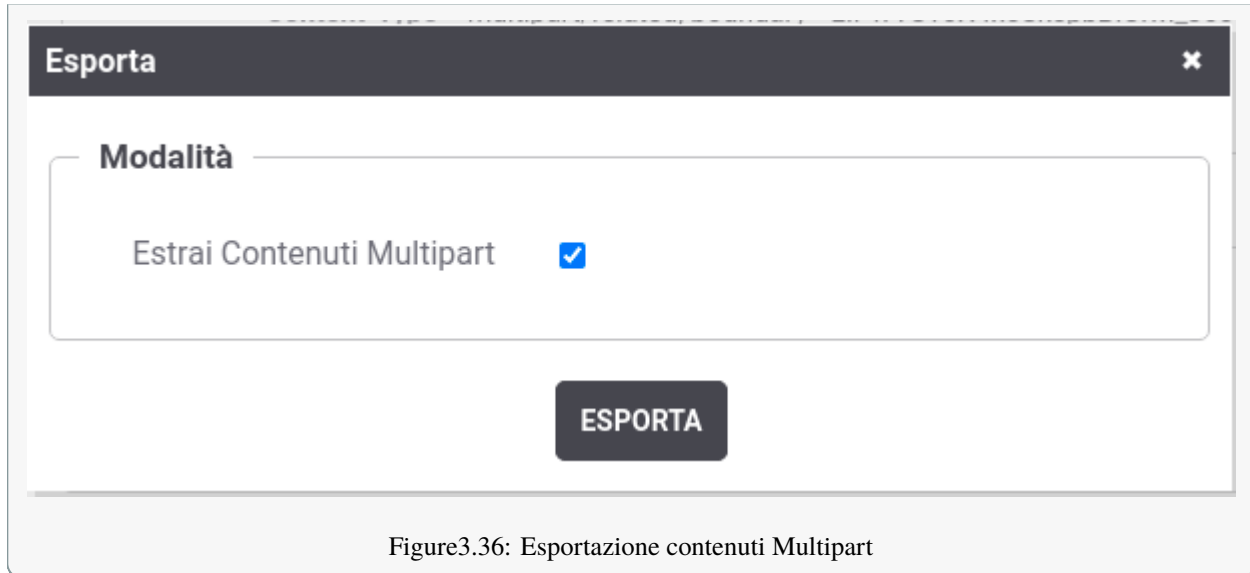 Esporta
Modalità
Estrai Contenuti Multipart
ESPORTA
Figure3.36: Esportazione contenuti Multipart